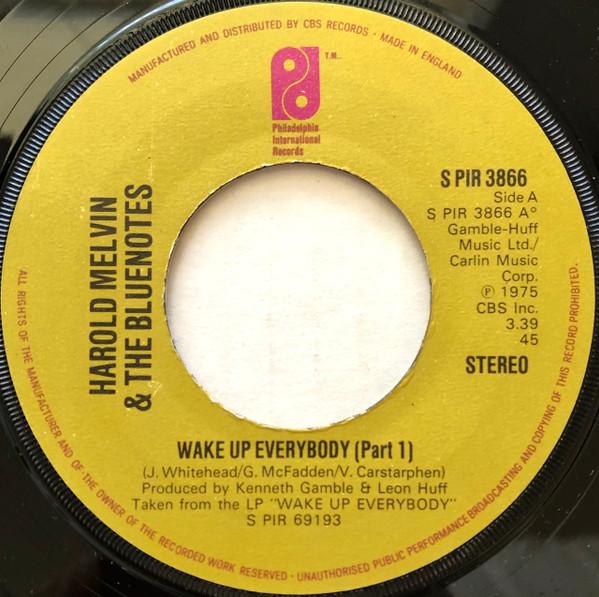 MANUFACTURED AND DISTRIBUTED BY CBS RECORDS · MADE IN ENGLAND
T.M.
Philadelphia
International
Records
HAROLD MELVIN
& THE BLUENOTES
S PIR 3866
Side A
S PIR 3866 A°
Gamble-Huff
Music Ltd./
Carlin Music
Corp.
℗ 1975
CBS Inc.
3.39
45
STEREO
WAKE UP EVERYBODY (Part 1)
(J. Whitehead/G. McFadden/V. Carstarphen)
Produced by Kenneth Gamble & Leon Huff
Taken from the LP "WAKE UP EVERYBODY"
S PIR 69193
ALL RIGHTS OF THE MANUFACTURER AND OF THE OWNER OF THE RECORDED WORK RESERVED · UNAUTHORISED PUBLIC PERFORMANCE BROADCASTING AND COPYING OF THIS RECORD PROHIBITED.